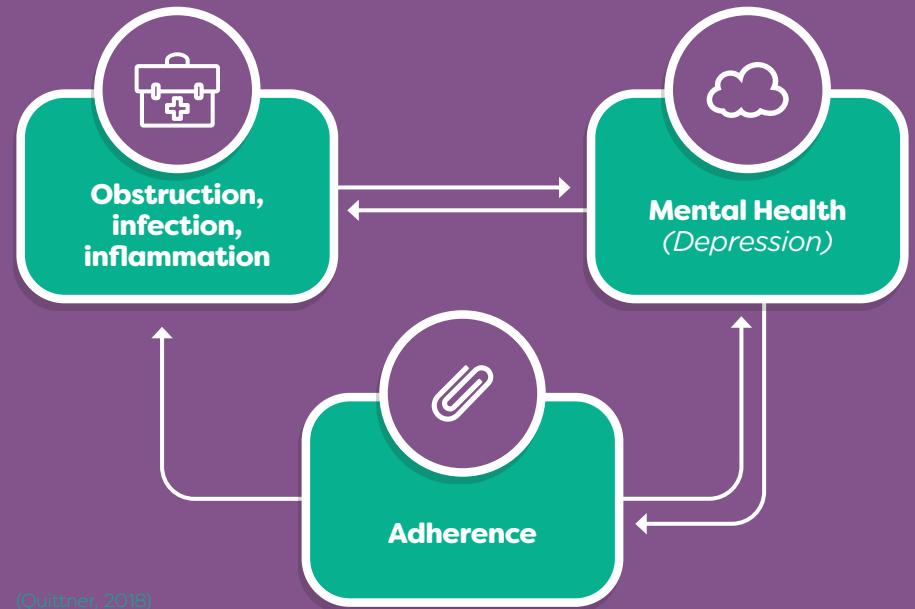 Obstruction,
infection,
inflammation
Mental Health
(Depression)
Adherence
(Quittner, 2018)